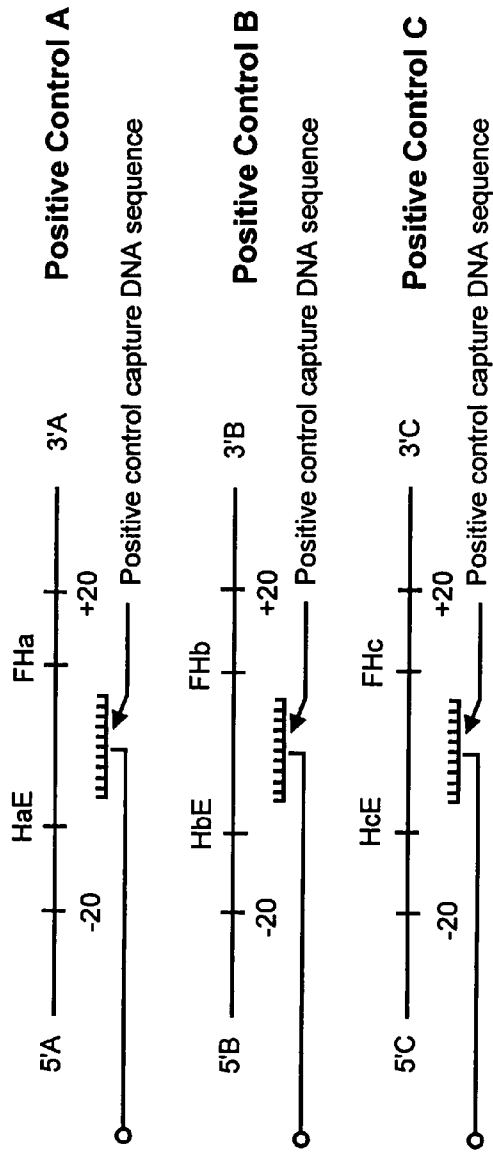 5'A HaE FHa 3'A
-20 +20
Positive Control A
Positive control capture DNA sequence
5'B HbE FHb 3'B
-20 +20
Positive Control B
Positive control capture DNA sequence
5'C HcE FHc 3'C
-20 +20
Positive Control C
Positive control capture DNA sequence